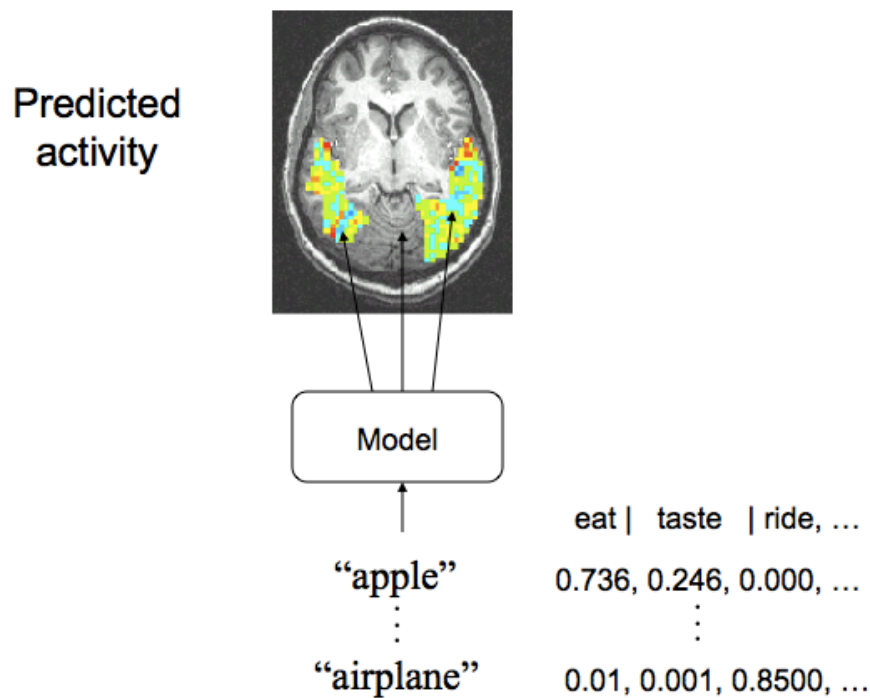 Predicted
activity
Model
eat | taste | ride, …
“apple” 0.736, 0.246, 0.000, …
“airplane” 0.01, 0.001, 0.8500, …